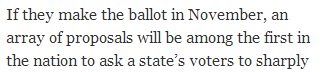 If they make the ballot in November, an
array of proposals will be among the first in
the nation to ask a state’s voters to sharply